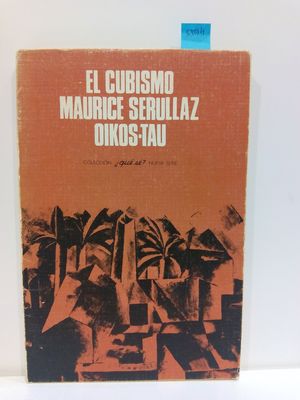 EL CUBISMO
MAURICE SERULLAZ
OIKOS-TAU
COLECCIÓN ¿qué sé? NUEVA SERIE